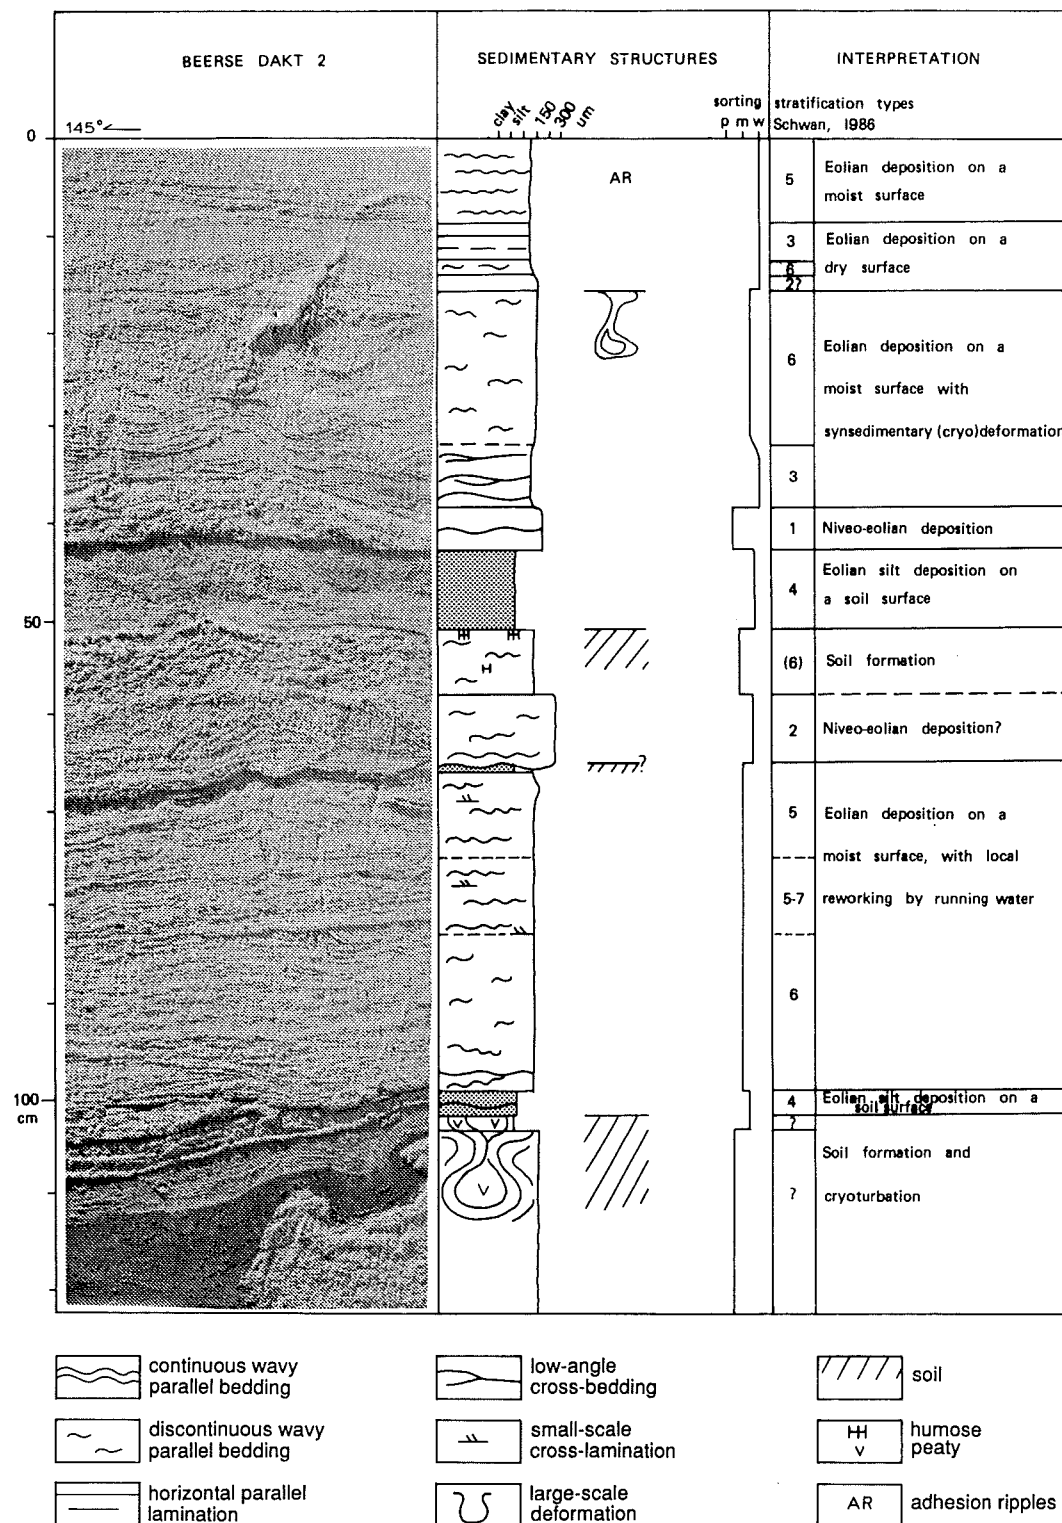 BEERSE DAKT 2
SEDIMENTARY STRUCTURES
INTERPRETATION
clay
silt
150
300
um
sorting
p m w
stratification types
Schwan, 1986
0
145°
AR
5
Eolian deposition on a
moist surface
3
Eolian deposition on a
6
dry surface
2?
6
Eolian deposition on a
moist surface with
synsedimentary (cryo)deformation
3
1
Niveo-eolian deposition
4
Eolian silt deposition on
a soil surface
50
H
(6)
Soil formation
2
Niveo-eolian deposition?
?
5
Eolian deposition on a
moist surface, with local
5-7
reworking by running water
6
100
cm
4
Eolian silt deposition on a
soil surface
v v
?
Soil formation and
v
?
cryoturbation
continuous wavy
parallel bedding
low-angle
cross-bedding
soil
discontinuous wavy
parallel bedding
small-scale
cross-lamination
H
humose
v
peaty
horizontal parallel
lamination
large-scale
deformation
AR
adhesion ripples